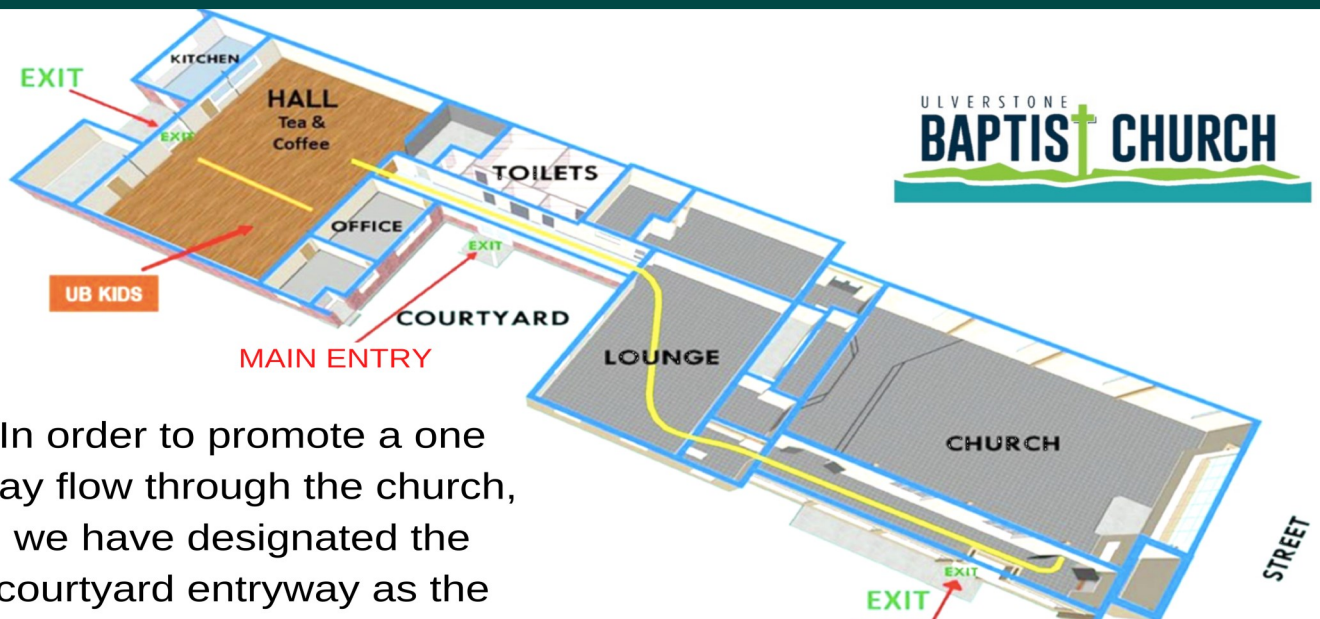 KITCHEN
EXIT
EXIT
HALL
Tea &
Coffee
TOILETS
OFFICE
EXIT
UB KIDS
COURTYARD
MAIN ENTRY
LOUNGE
CHURCH
EXIT
EXIT
STREET
ULVERSTONE
BAPTIST CHURCH
In order to promote a one
ay flow through the church,
we have designated the
courtyard entryway as the